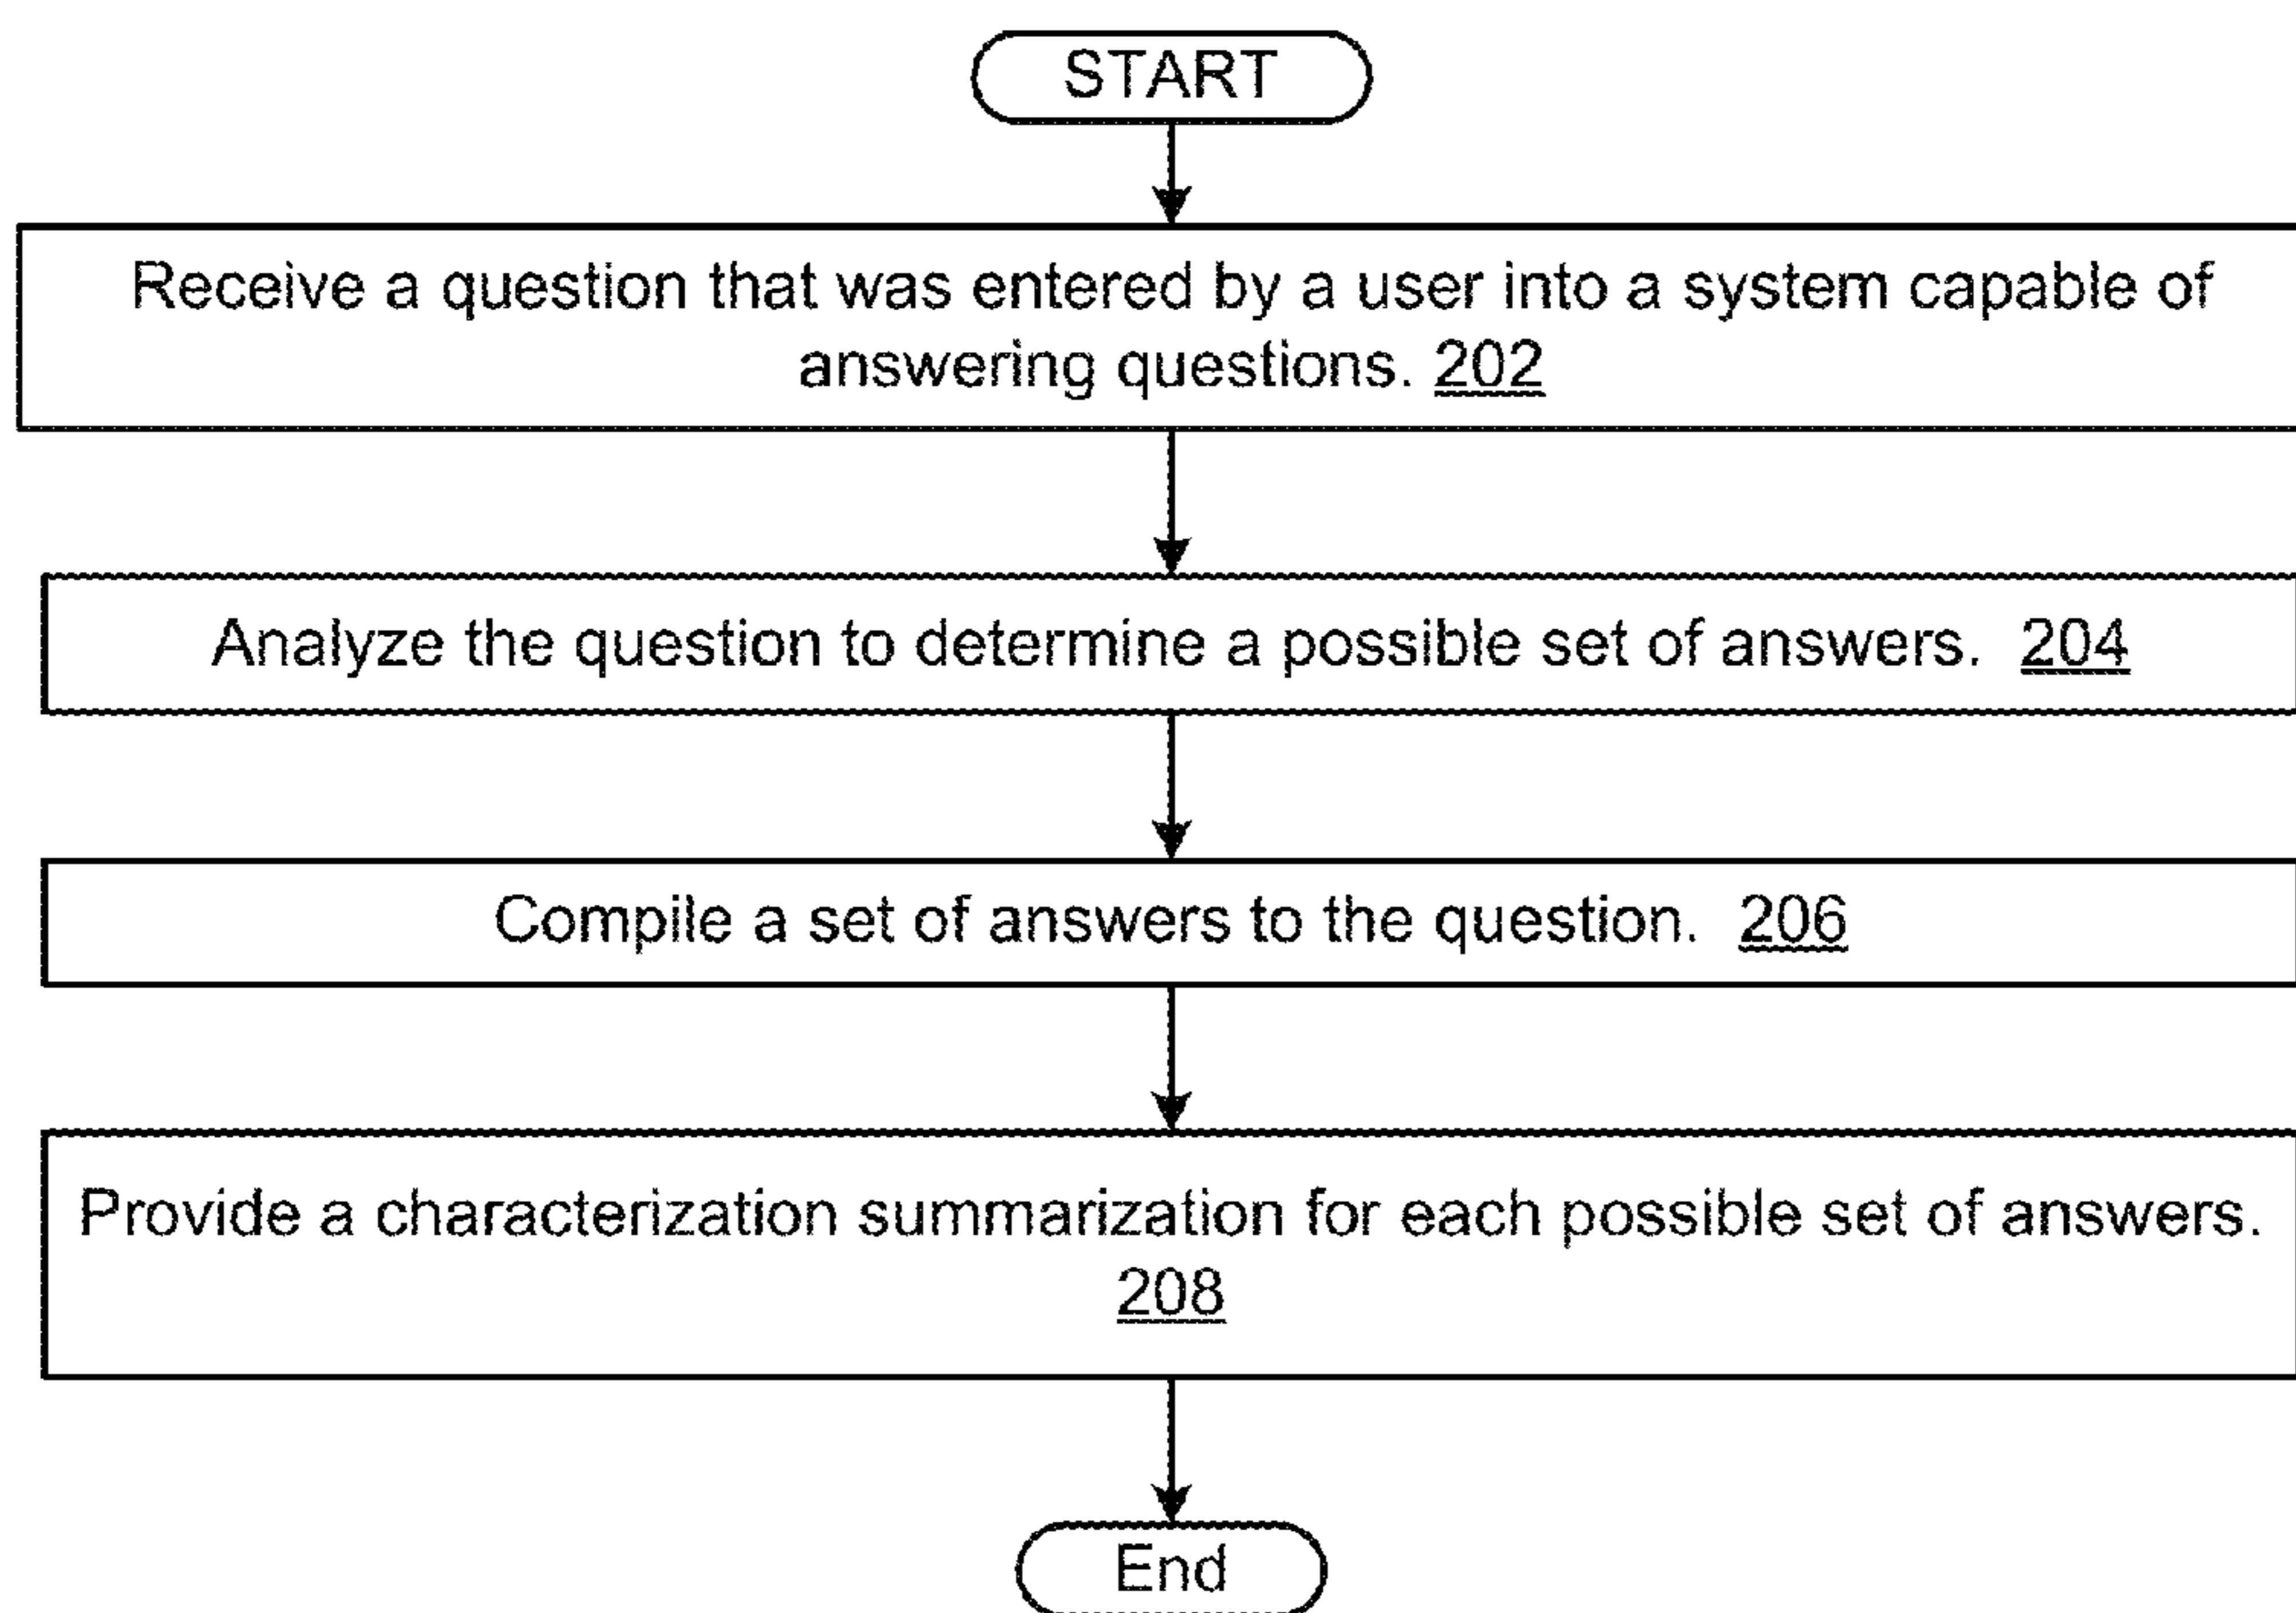 START
Receive a question that was entered by a user into a system capable of
answering questions. 202
Analyze the question to determine a possible set of answers. 204
Compile a set of answers to the question. 206
Provide a characterization summarization for each possible set of answers.
208
End